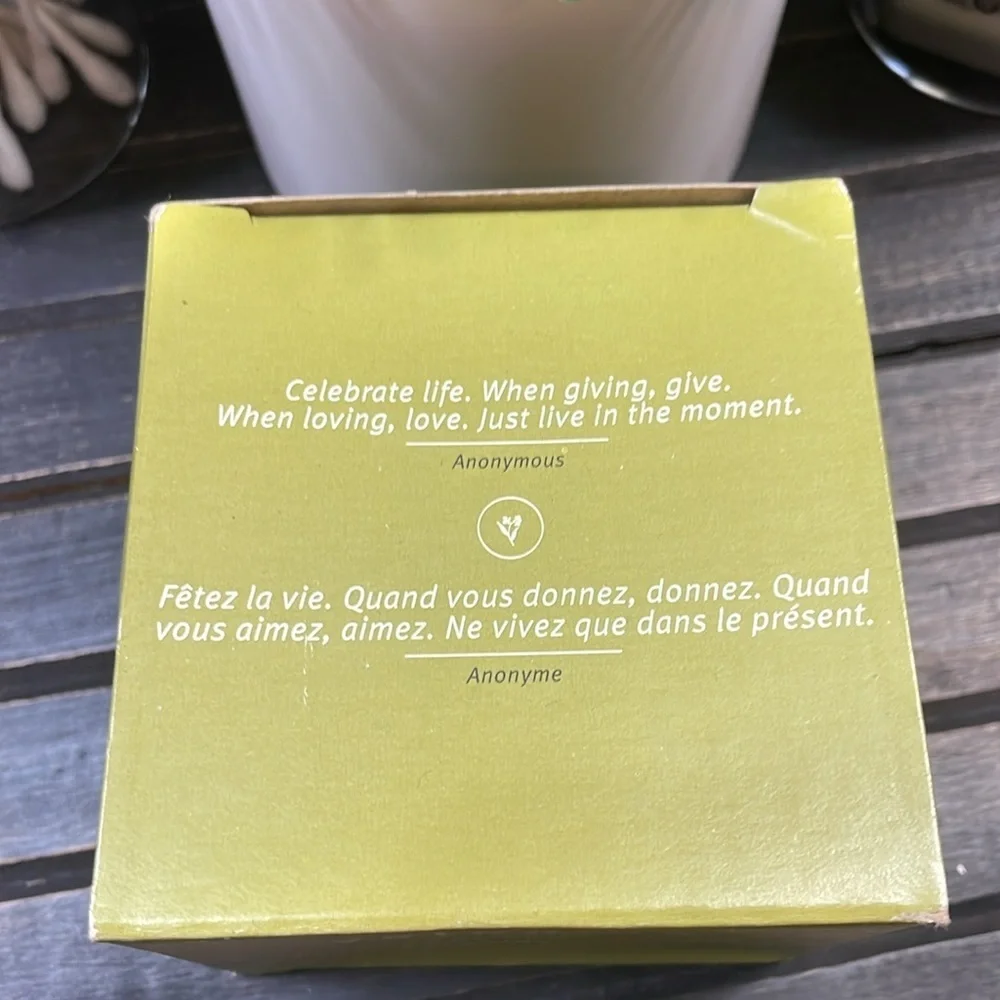 Celebrate life. When giving, give.
When loving, love. Just live in the moment.
Anonymous
Fêtez la vie. Quand vous donnez, donnez. Quand
vous aimez, aimez. Ne vivez que dans le présent.
Anonyme